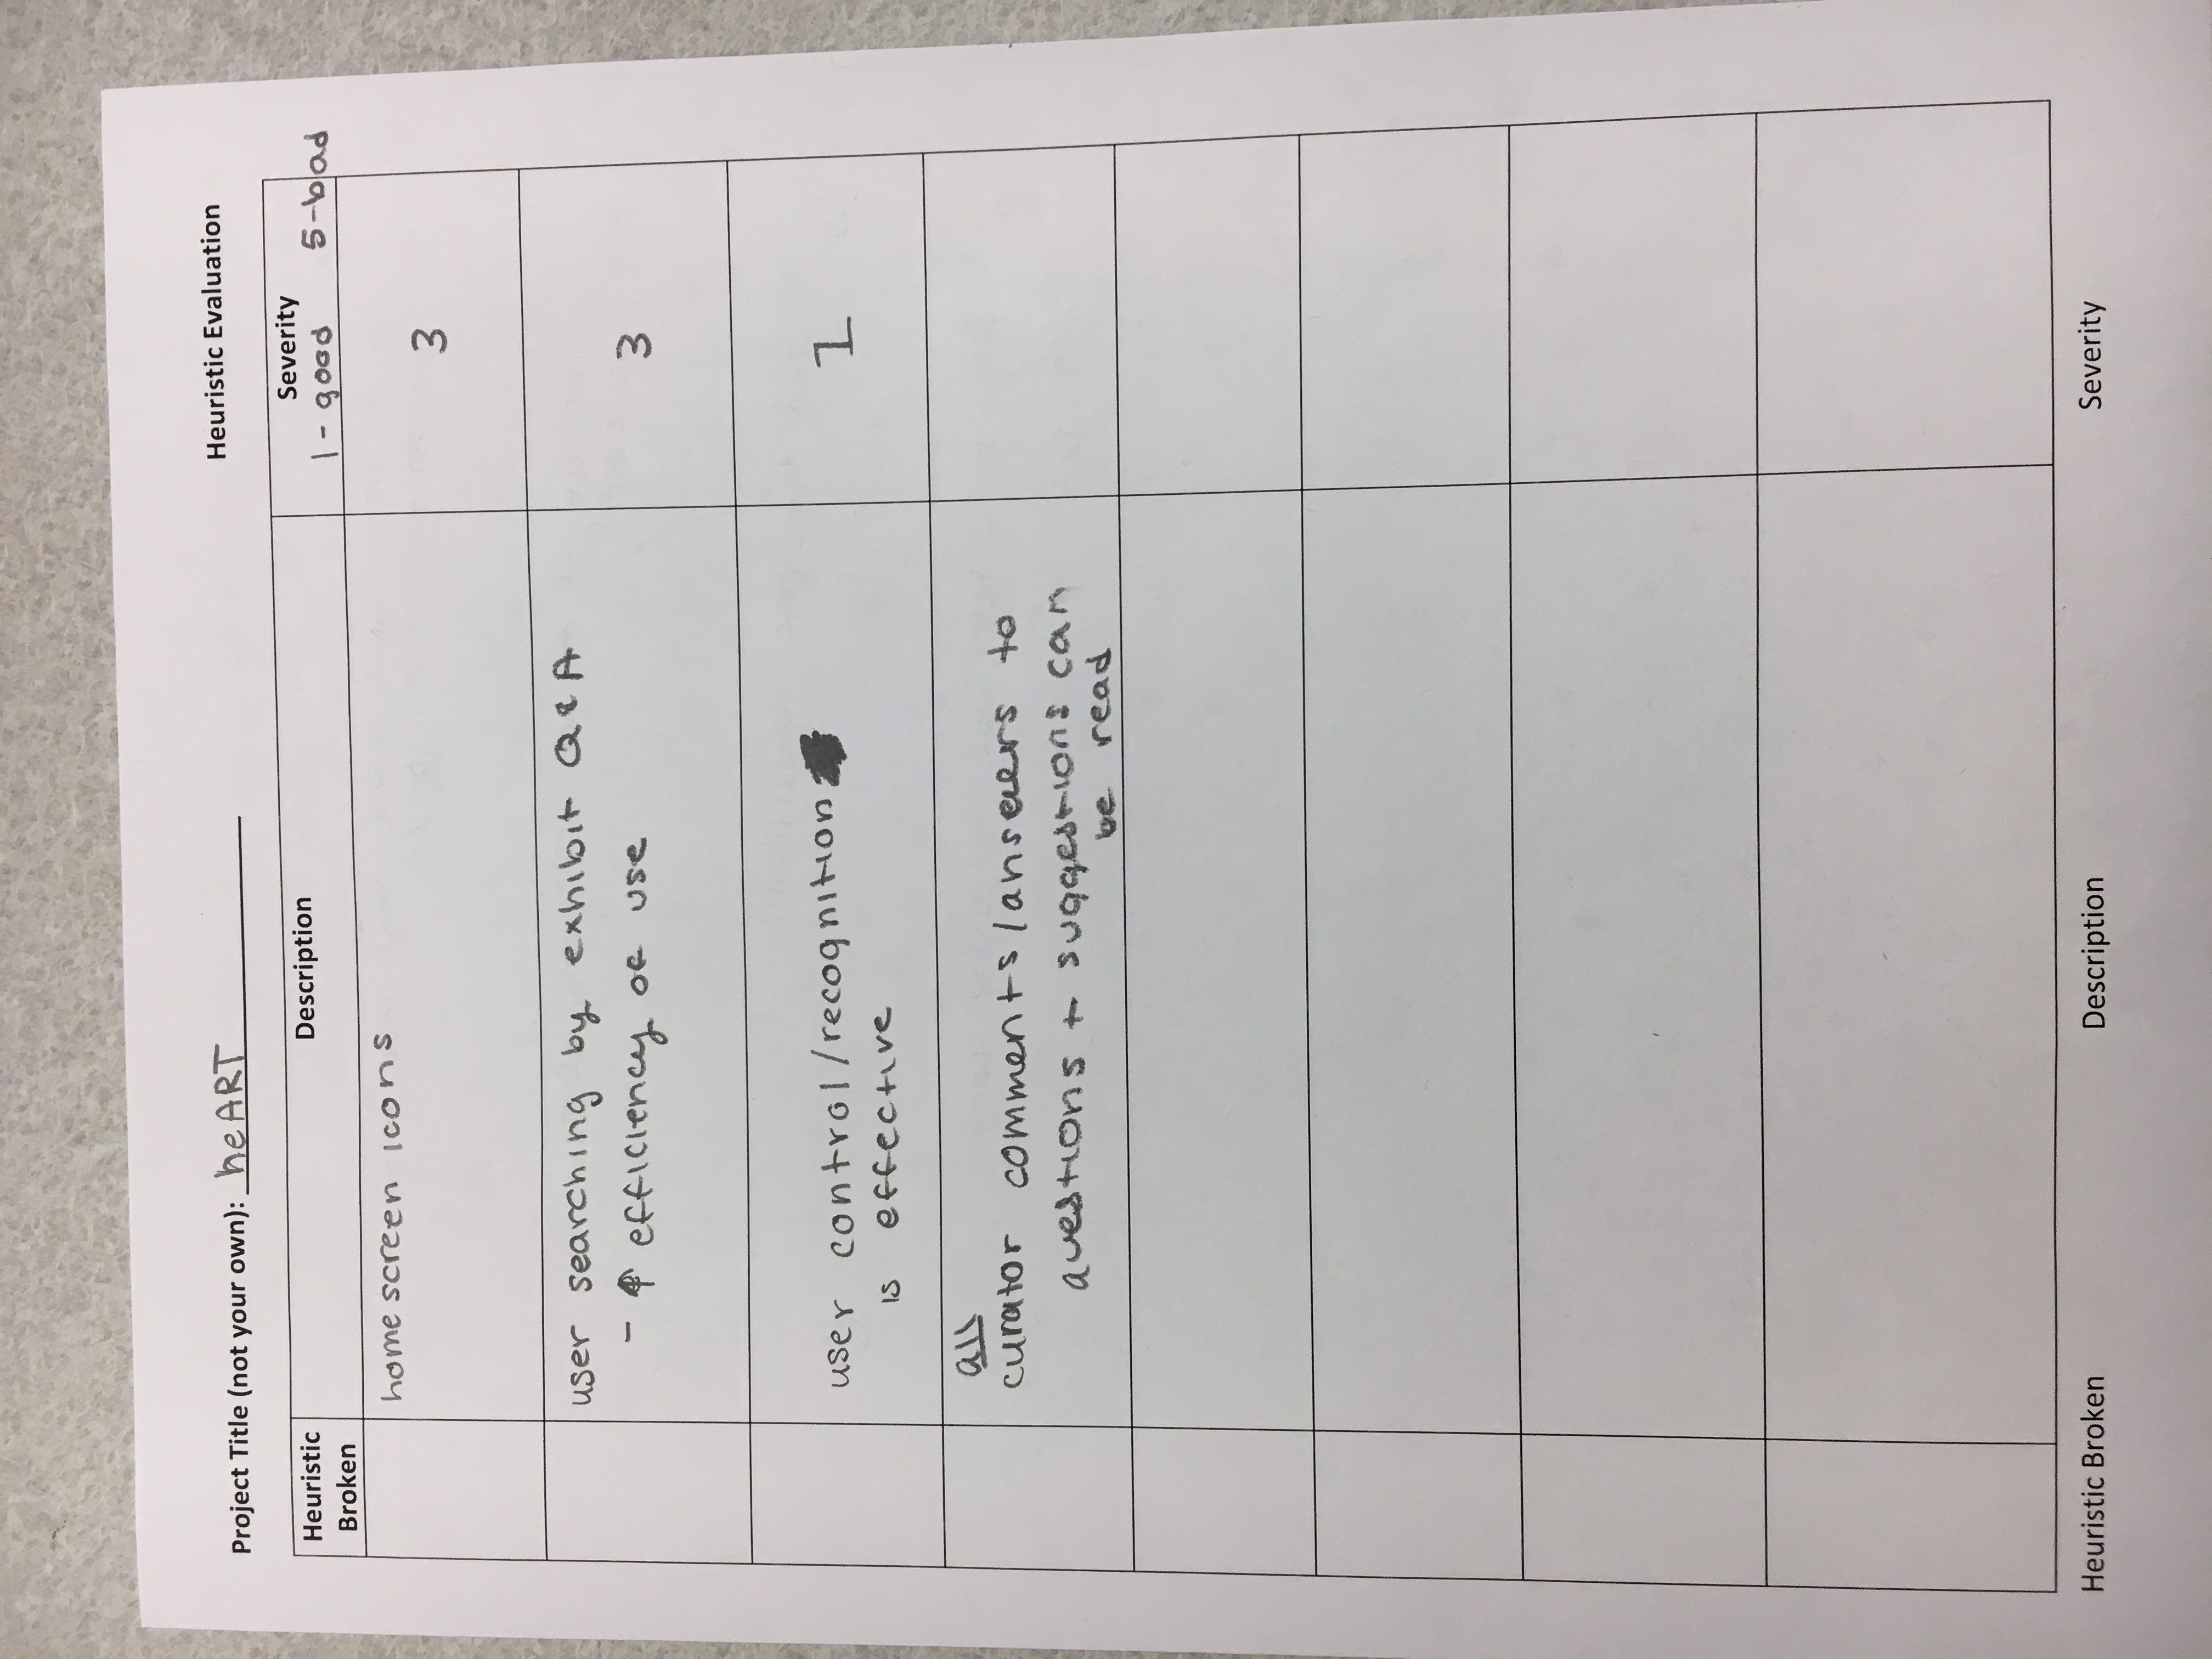 Project Title (not your own): heART
Heuristic Evaluation
Heuristic Broken
Description
Severity
1 - good 5-bad
home screen icons
3
user searching by exhibit Q & A
- ↑ efficiency of use
3
user control/recognition
is effective
1
all
curator comments/answers to
questions + suggestions can
be read
Heuristic Broken
Description
Severity